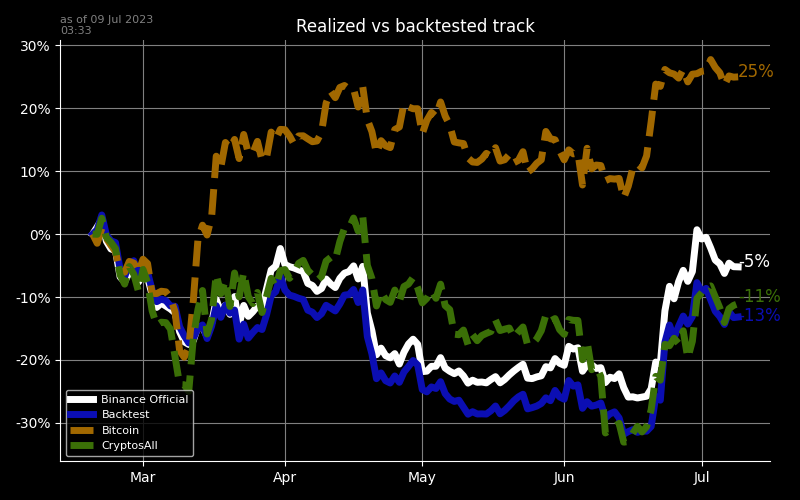 as of 09 Jul 2023
03:33
Realized vs backtested track
30%
20%
10%
0%
-10%
-20%
-30%
25%
-5%
-11%
-13%
Binance Official
Backtest
Bitcoin
CryptosAll
Mar
Apr
May
Jun
Jul